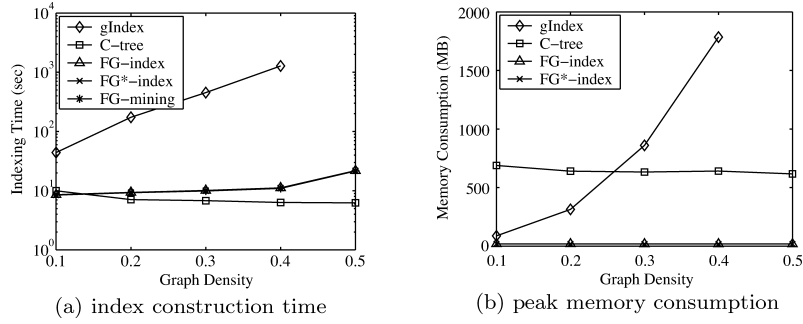 10^4
10^3
10^2
10^1
10^0
Indexing Time (sec)
gIndex
C−tree
FG−index
FG*−index
FG−mining
0.1 0.2 0.3 0.4 0.5
Graph Density
(a) index construction time
2000
1500
1000
500
0
Memory Consumption (MB)
gIndex
C−tree
FG−index
FG*−index
0.1 0.2 0.3 0.4 0.5
Graph Density
(b) peak memory consumption